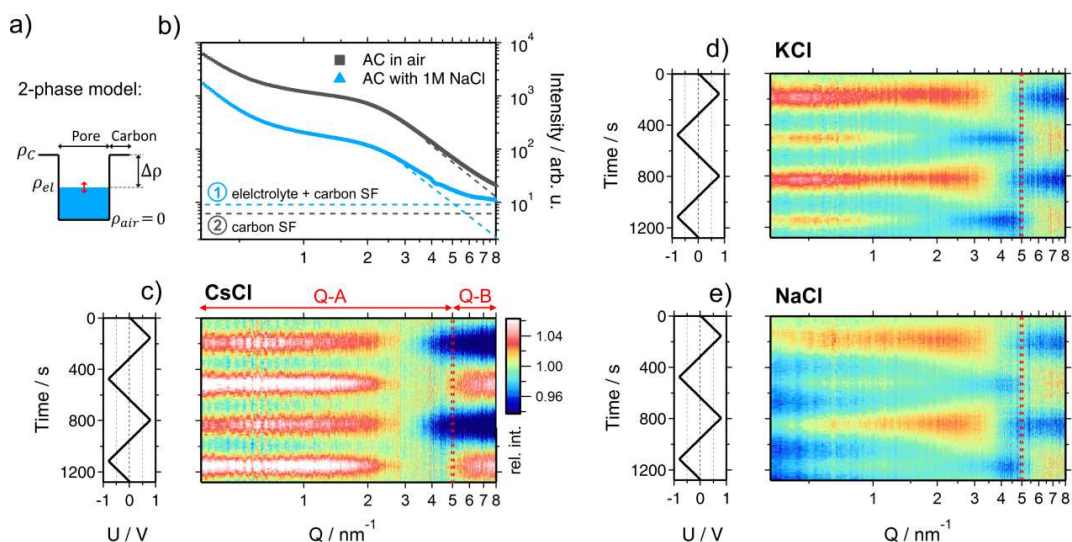 a)
2-phase model:
Pore Carbon
ρC
Δρ
ρel
ρair = 0
b)
AC in air
AC with 1M NaCl
1 elelctrolyte + carbon SF
2 carbon SF
10^4
10^3
10^2
10^1
Intensity / arb. u.
1 2 3 4 5 6 7 8
c)
CsCl
Q-A Q-B
0
400
800
1200
Time / s
-1 0 1
U / V
1 2 3 4 5 6 7 8
Q / nm^-1
1.04
1.00
0.96
rel. int.
d)
KCl
0
400
800
1200
Time / s
-1 0 1
1 2 3 4 5 6 7 8
e)
NaCl
0
400
800
1200
Time / s
-1 0 1
U / V
1 2 3 4 5 6 7 8
Q / nm^-1